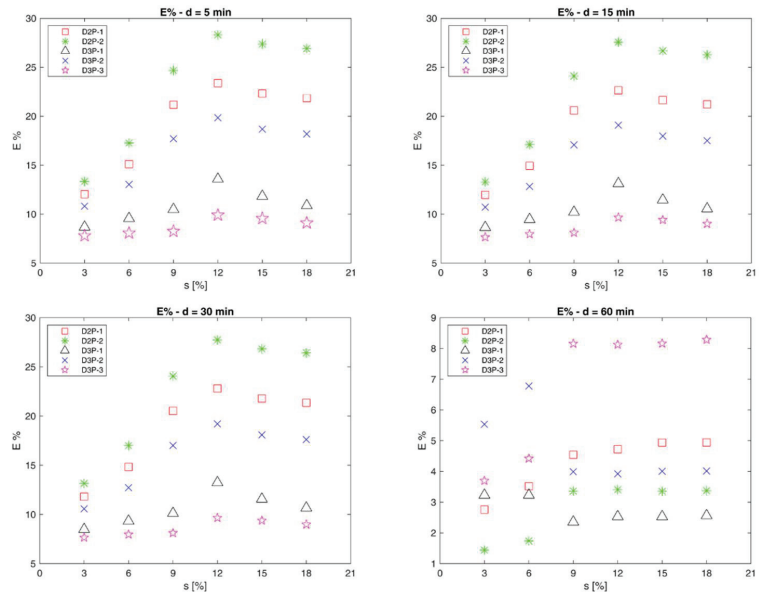 E% - d = 5 min
30
25
20
15
10
5
E %
D2P-1
D2P-2
D3P-1
D3P-2
D3P-3
0 3 6 9 12 15 18 21
s [%]
E% - d = 15 min
30
25
20
15
10
5
E %
D2P-1
D2P-2
D3P-1
D3P-2
D3P-3
0 3 6 9 12 15 18 21
s [%]
E% - d = 30 min
30
25
20
15
10
5
E %
D2P-1
D2P-2
D3P-1
D3P-2
D3P-3
0 3 6 9 12 15 18 21
s [%]
E% - d = 60 min
9
8
7
6
5
4
3
2
1
E %
D2P-1
D2P-2
D3P-1
D3P-2
D3P-3
0 3 6 9 12 15 18 21
s [%]